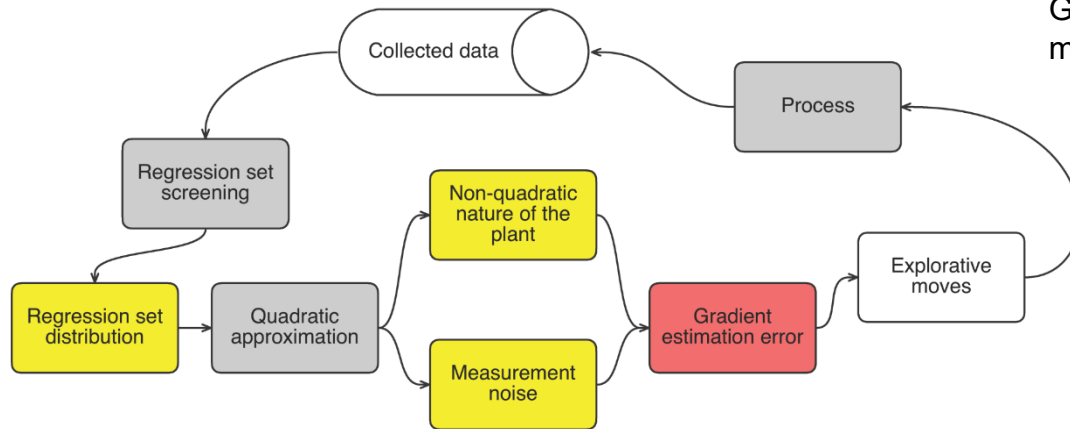 G
m
Collected data
Process
Regression set
screening
Non-quadratic
nature of the
plant
Explorative
moves
Regression set
distribution
Quadratic
approximation
Gradient
estimation error
Measurement
noise